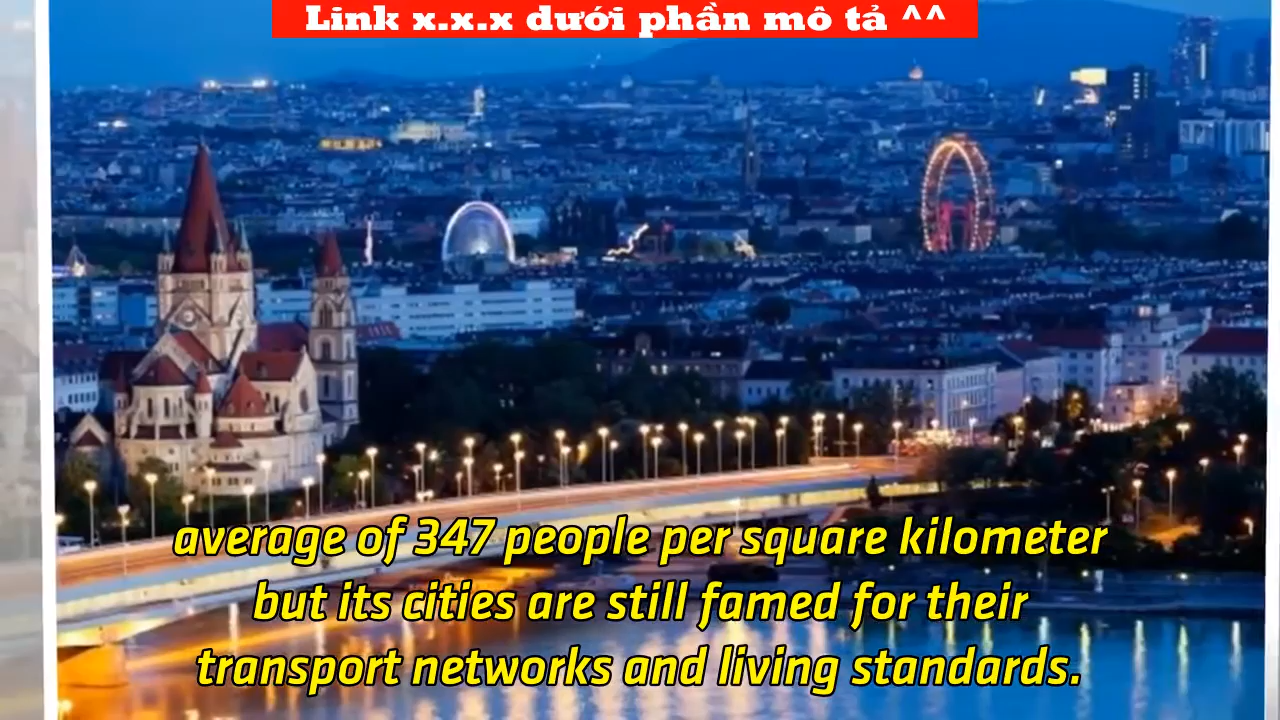 Link x.x.x dưới phần mô tả ^^
average of 347 people per square kilometer
but its cities are still famed for their
transport networks and living standards.